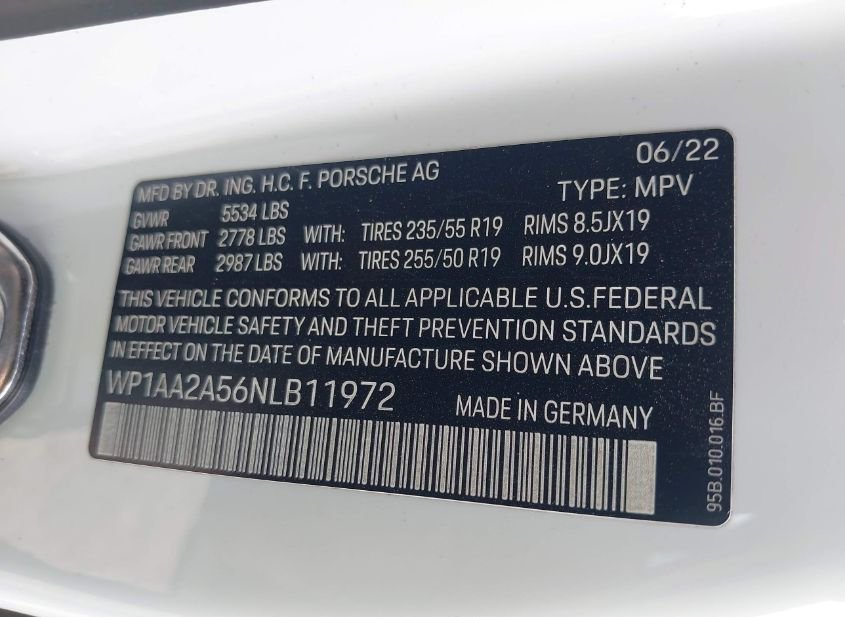 06/22
MFD BY DR. ING. H.C. F. PORSCHE AG TYPE: MPV
GVWR 5534 LBS
GAWR FRONT 2778 LBS WITH: TIRES 235/55 R19 RIMS 8.5JX19
GAWR REAR 2987 LBS WITH: TIRES 255/50 R19 RIMS 9.0JX19
THIS VEHICLE CONFORMS TO ALL APPLICABLE U.S.FEDERAL
MOTOR VEHICLE SAFETY AND THEFT PREVENTION STANDARDS
IN EFFECT ON THE DATE OF MANUFACTURE SHOWN ABOVE
WP1AA2A56NLB11972 MADE IN GERMANY
95B.010.016.BF